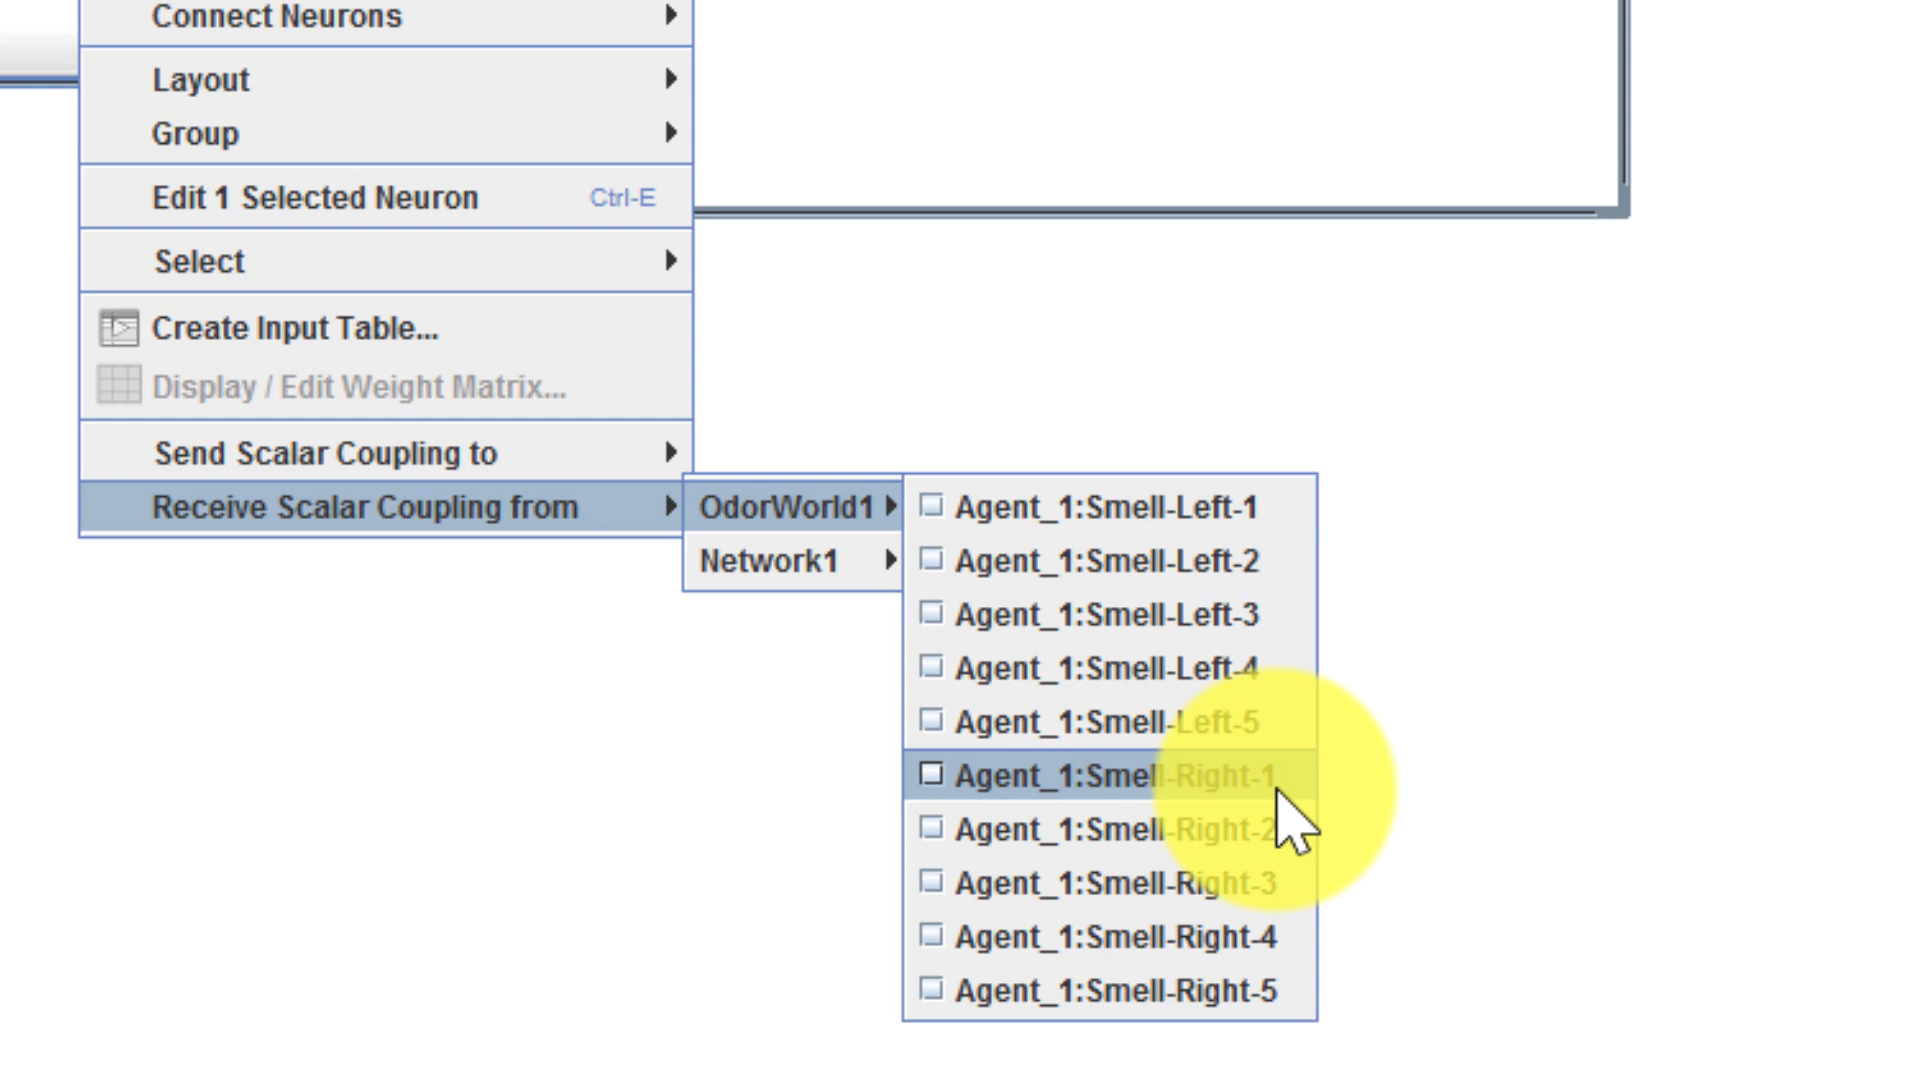 Connect Neurons
Layout
Group
Edit 1 Selected Neuron Ctrl-E
Select
Create Input Table...
Display / Edit Weight Matrix...
Send Scalar Coupling to
Receive Scalar Coupling from
OdorWorld1
Network1
Agent_1:Smell-Left-1
Agent_1:Smell-Left-2
Agent_1:Smell-Left-3
Agent_1:Smell-Left-4
Agent_1:Smell-Left-5
Agent_1:Smell-Right-1
Agent_1:Smell-Right-2
Agent_1:Smell-Right-3
Agent_1:Smell-Right-4
Agent_1:Smell-Right-5